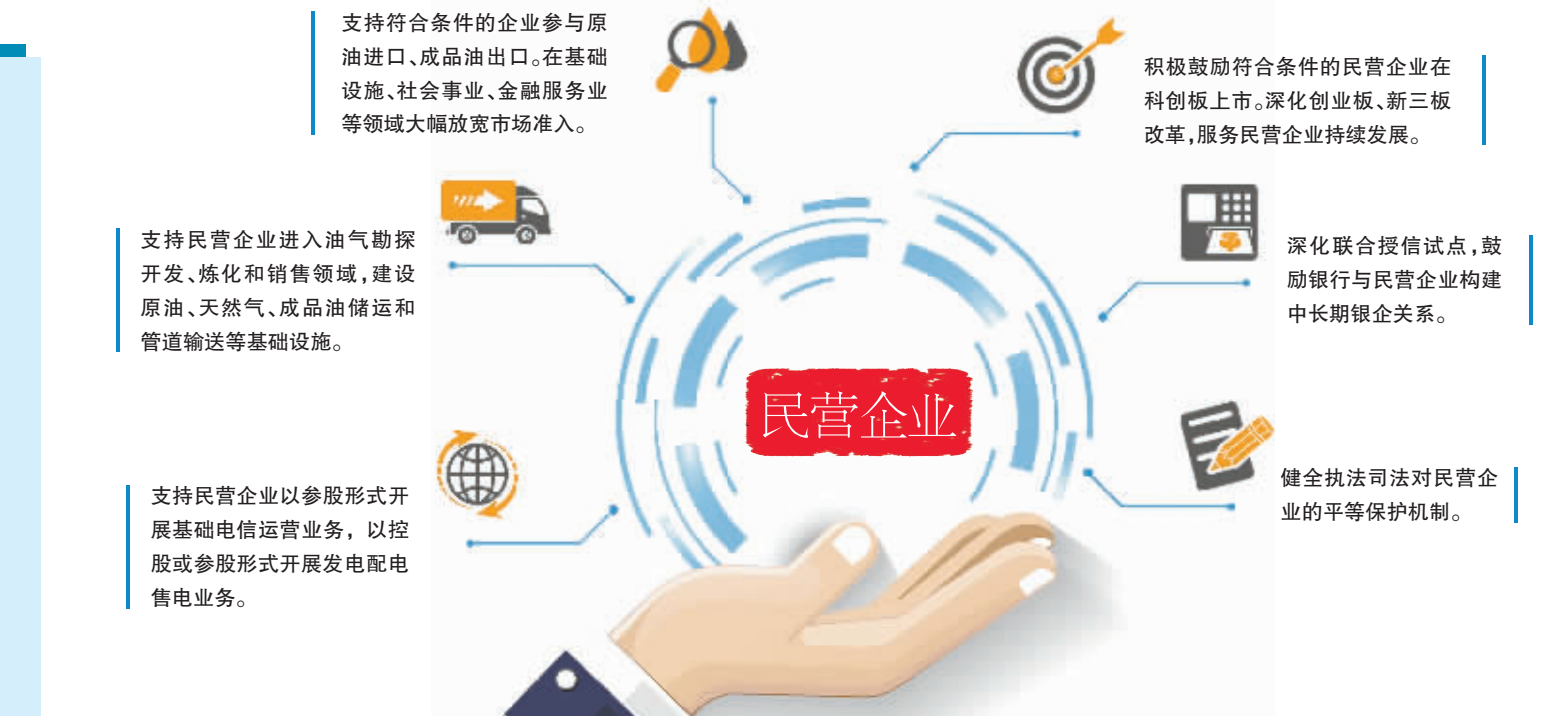 支持符合条件的企业参与原
油进口、成品油出口。在基础
设施、社会事业、金融服务业
等领域大幅放宽市场准入。
积极鼓励符合条件的民营企业在
科创板上市。深化创业板、新三板
改革,服务民营企业持续发展。
支持民营企业进入油气勘探
开发、炼化和销售领域,建设
原油、天然气、成品油储运和
管道输送等基础设施。
深化联合授信试点,鼓
励银行与民营企业构建
中长期银企关系。
民营企业
支持民营企业以参股形式开
展基础电信运营业务，以控
股或参股形式开展发电配电
售电业务。
健全执法司法对民营企
业的平等保护机制。